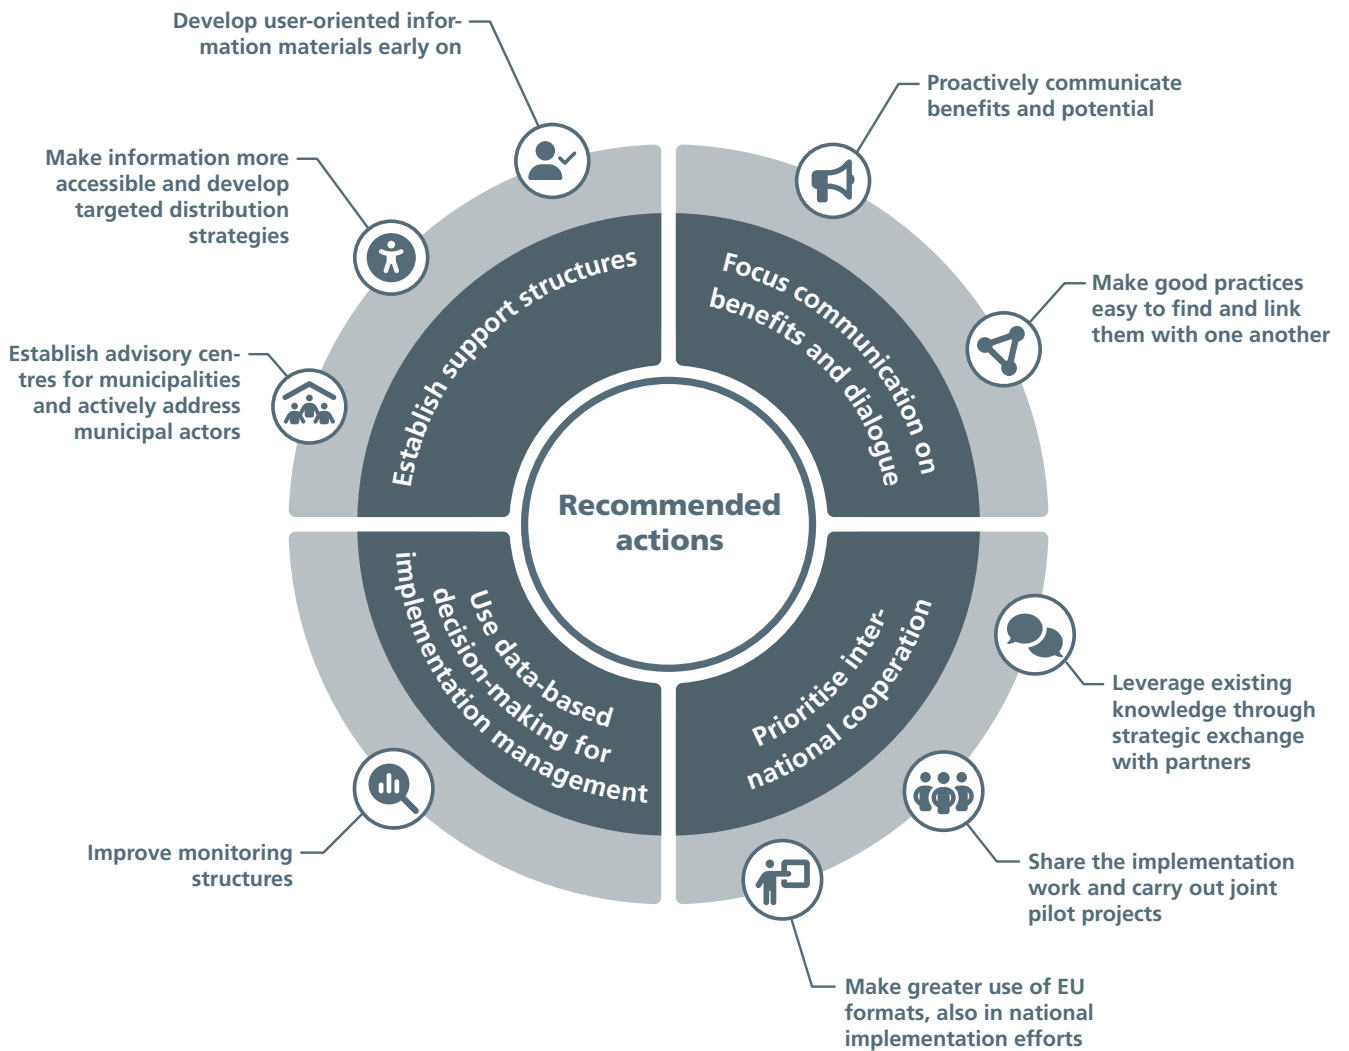 Recommended
actions
Establish support structures
Develop user-oriented infor-
mation materials early on
Make information more
accessible and develop
targeted distribution
strategies
Establish advisory cen-
tres for municipalities
and actively address
municipal actors
Focus communication on
benefits and dialogue
Proactively communicate
benefits and potential
Make good practices
easy to find and link
them with one another
Prioritise inter-
national cooperation
Leverage existing
knowledge through
strategic exchange
with partners
Share the implementation
work and carry out joint
pilot projects
Make greater use of EU
formats, also in national
implementation efforts
Use data-based
decision-making for
implementation management
Improve monitoring
structures